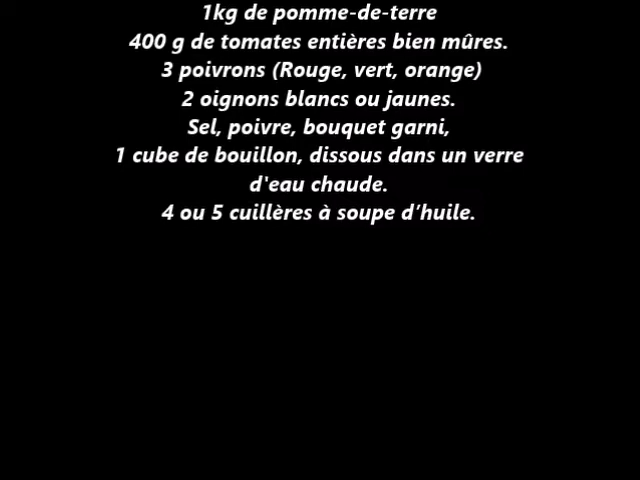 1kg de pomme-de-terre
400 g de tomates entières bien mûres.
3 poivrons (Rouge, vert, orange)
2 oignons blancs ou jaunes.
Sel, poivre, bouquet garni,
1 cube de bouillon, dissous dans un verre
d'eau chaude.
4 ou 5 cuillères à soupe d’huile.